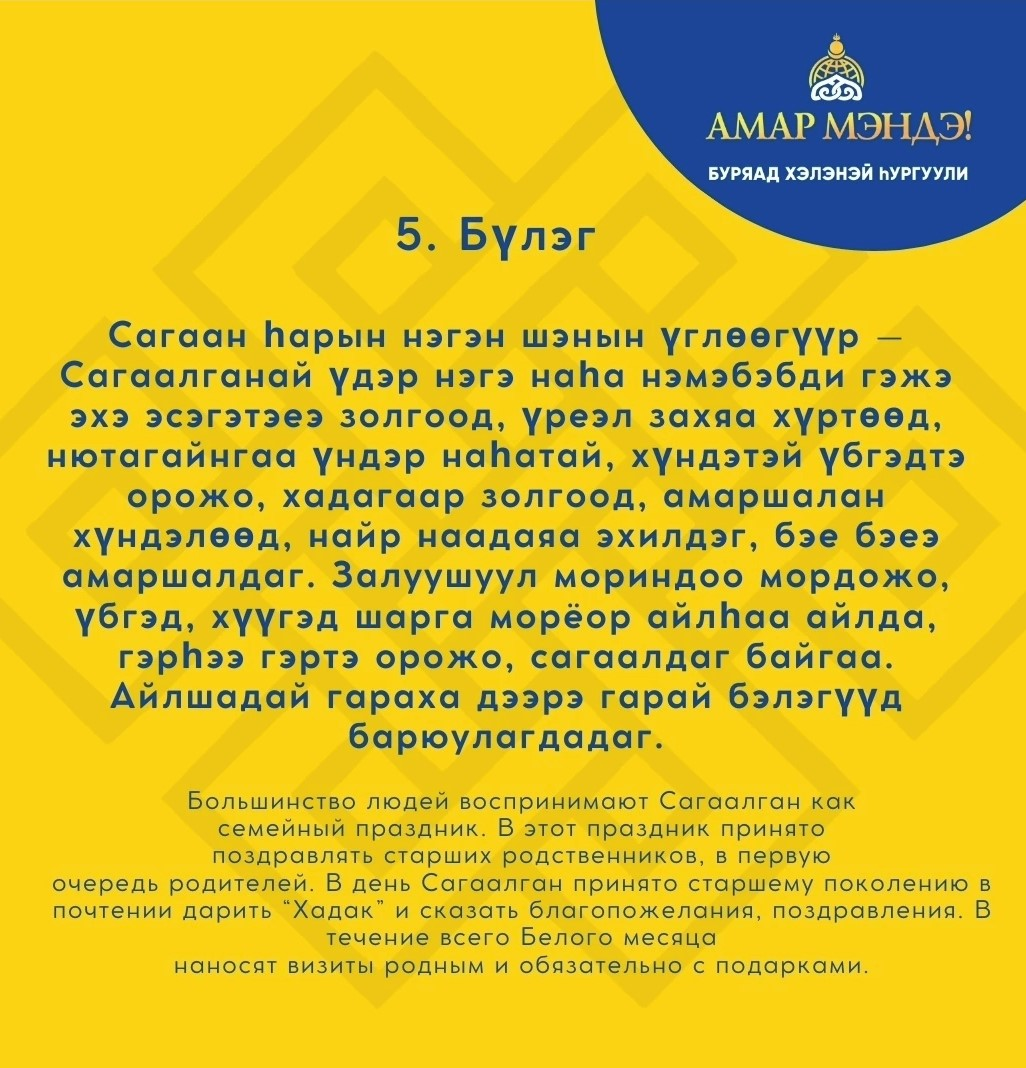 АМАР МЭНДЭ!
БУРЯАД ХЭЛЭНЭЙ һУРГУУЛИ
5. Бүлэг
Сагаан һарын нэгэн шэнын үглөөгүүр —
Сагаалганай үдэр нэгэ наһа нэмэбэбди гэжэ
эхэ эсэгэтэеэ золгоод, үреэл захяа хүртөөд,
нютагайнгаа үндэр наһатай, хүндэтэй үбгэдтэ
орожо, хадагаар золгоод, амаршалан
хүндэлөөд, найр наадаяа эхилдэг, бэе бэеэ
амаршалдаг. Залуушуул мориндоо мордожо,
үбгэд, хүүгэд шарга морёор айлһаа айлда,
гэрһээ гэртэ орожо, сагаалдаг байгаа.
Айлшадай гараха дээрэ гарай бэлэгүүд
барюулагдадаг.
Большинство людей воспринимают Сагаалган как
семейный праздник. В этот праздник принято
поздравлять старших родственников, в первую
очередь родителей. В день Сагаалган принято старшему поколению в
почтении дарить “Хадак” и сказать благопожелания, поздравления. В
течение всего Белого месяца
наносят визиты родным и обязательно с подарками.